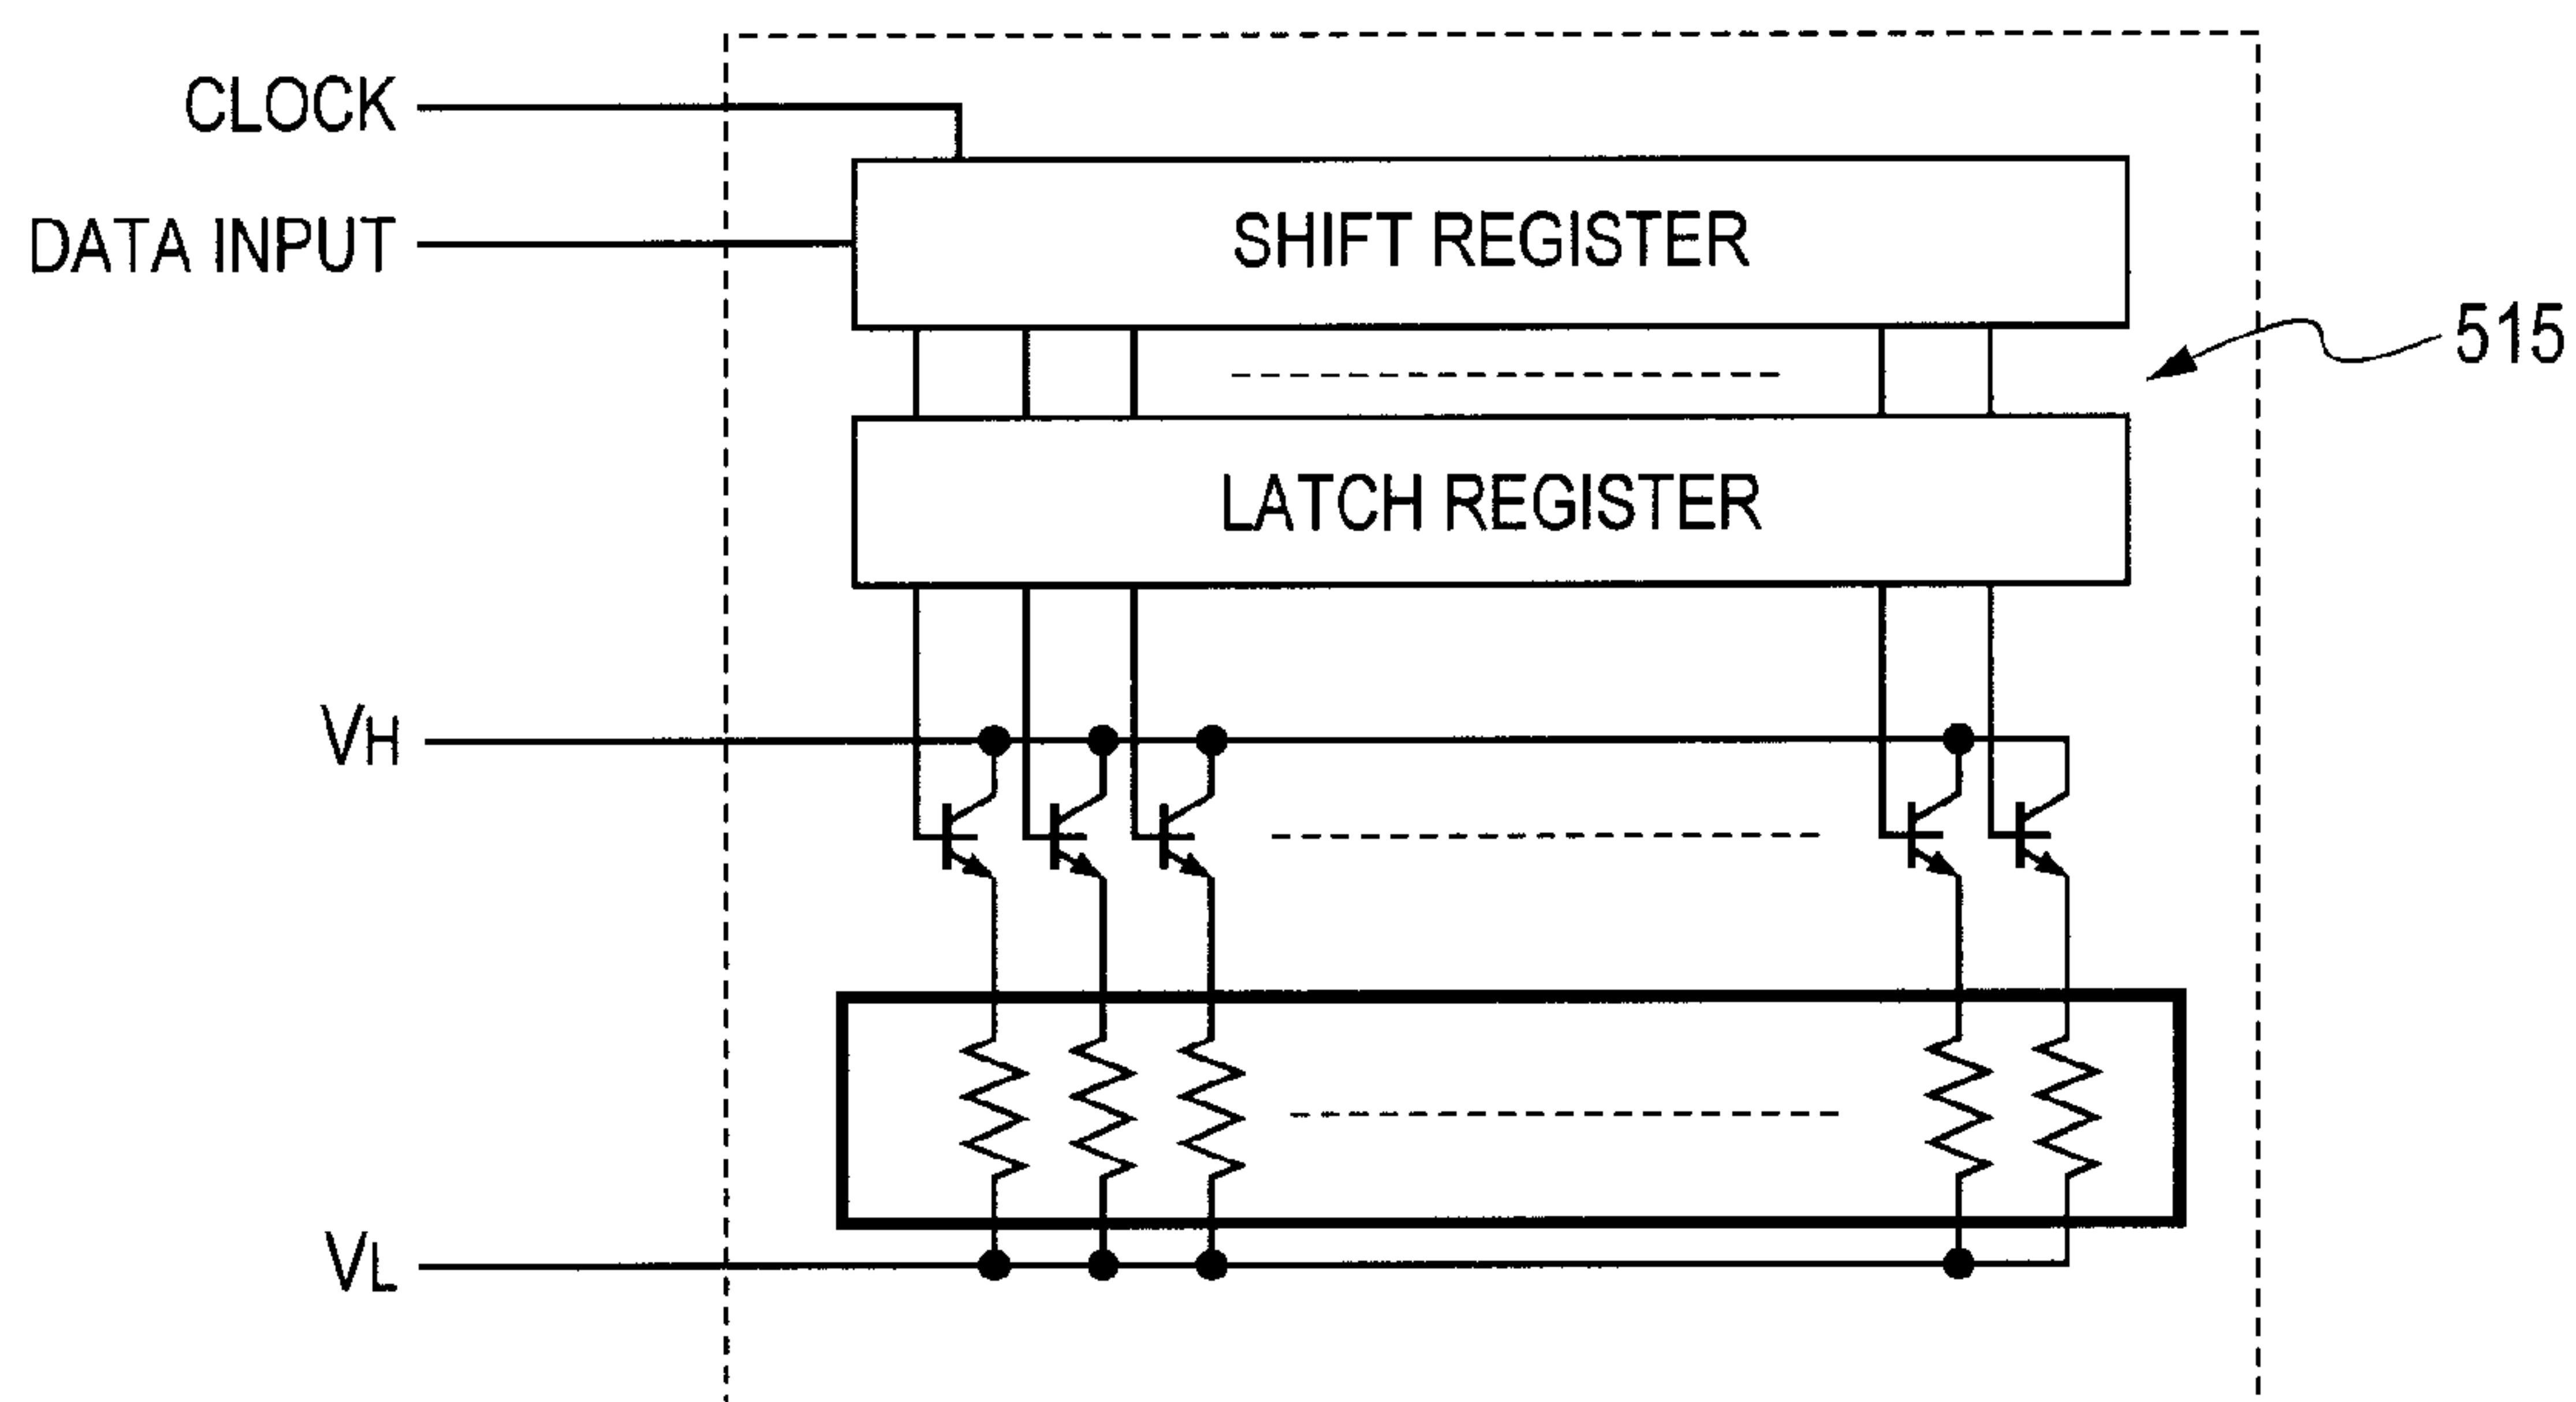 CLOCK
DATA INPUT
SHIFT REGISTER
515
LATCH REGISTER
VH
VL